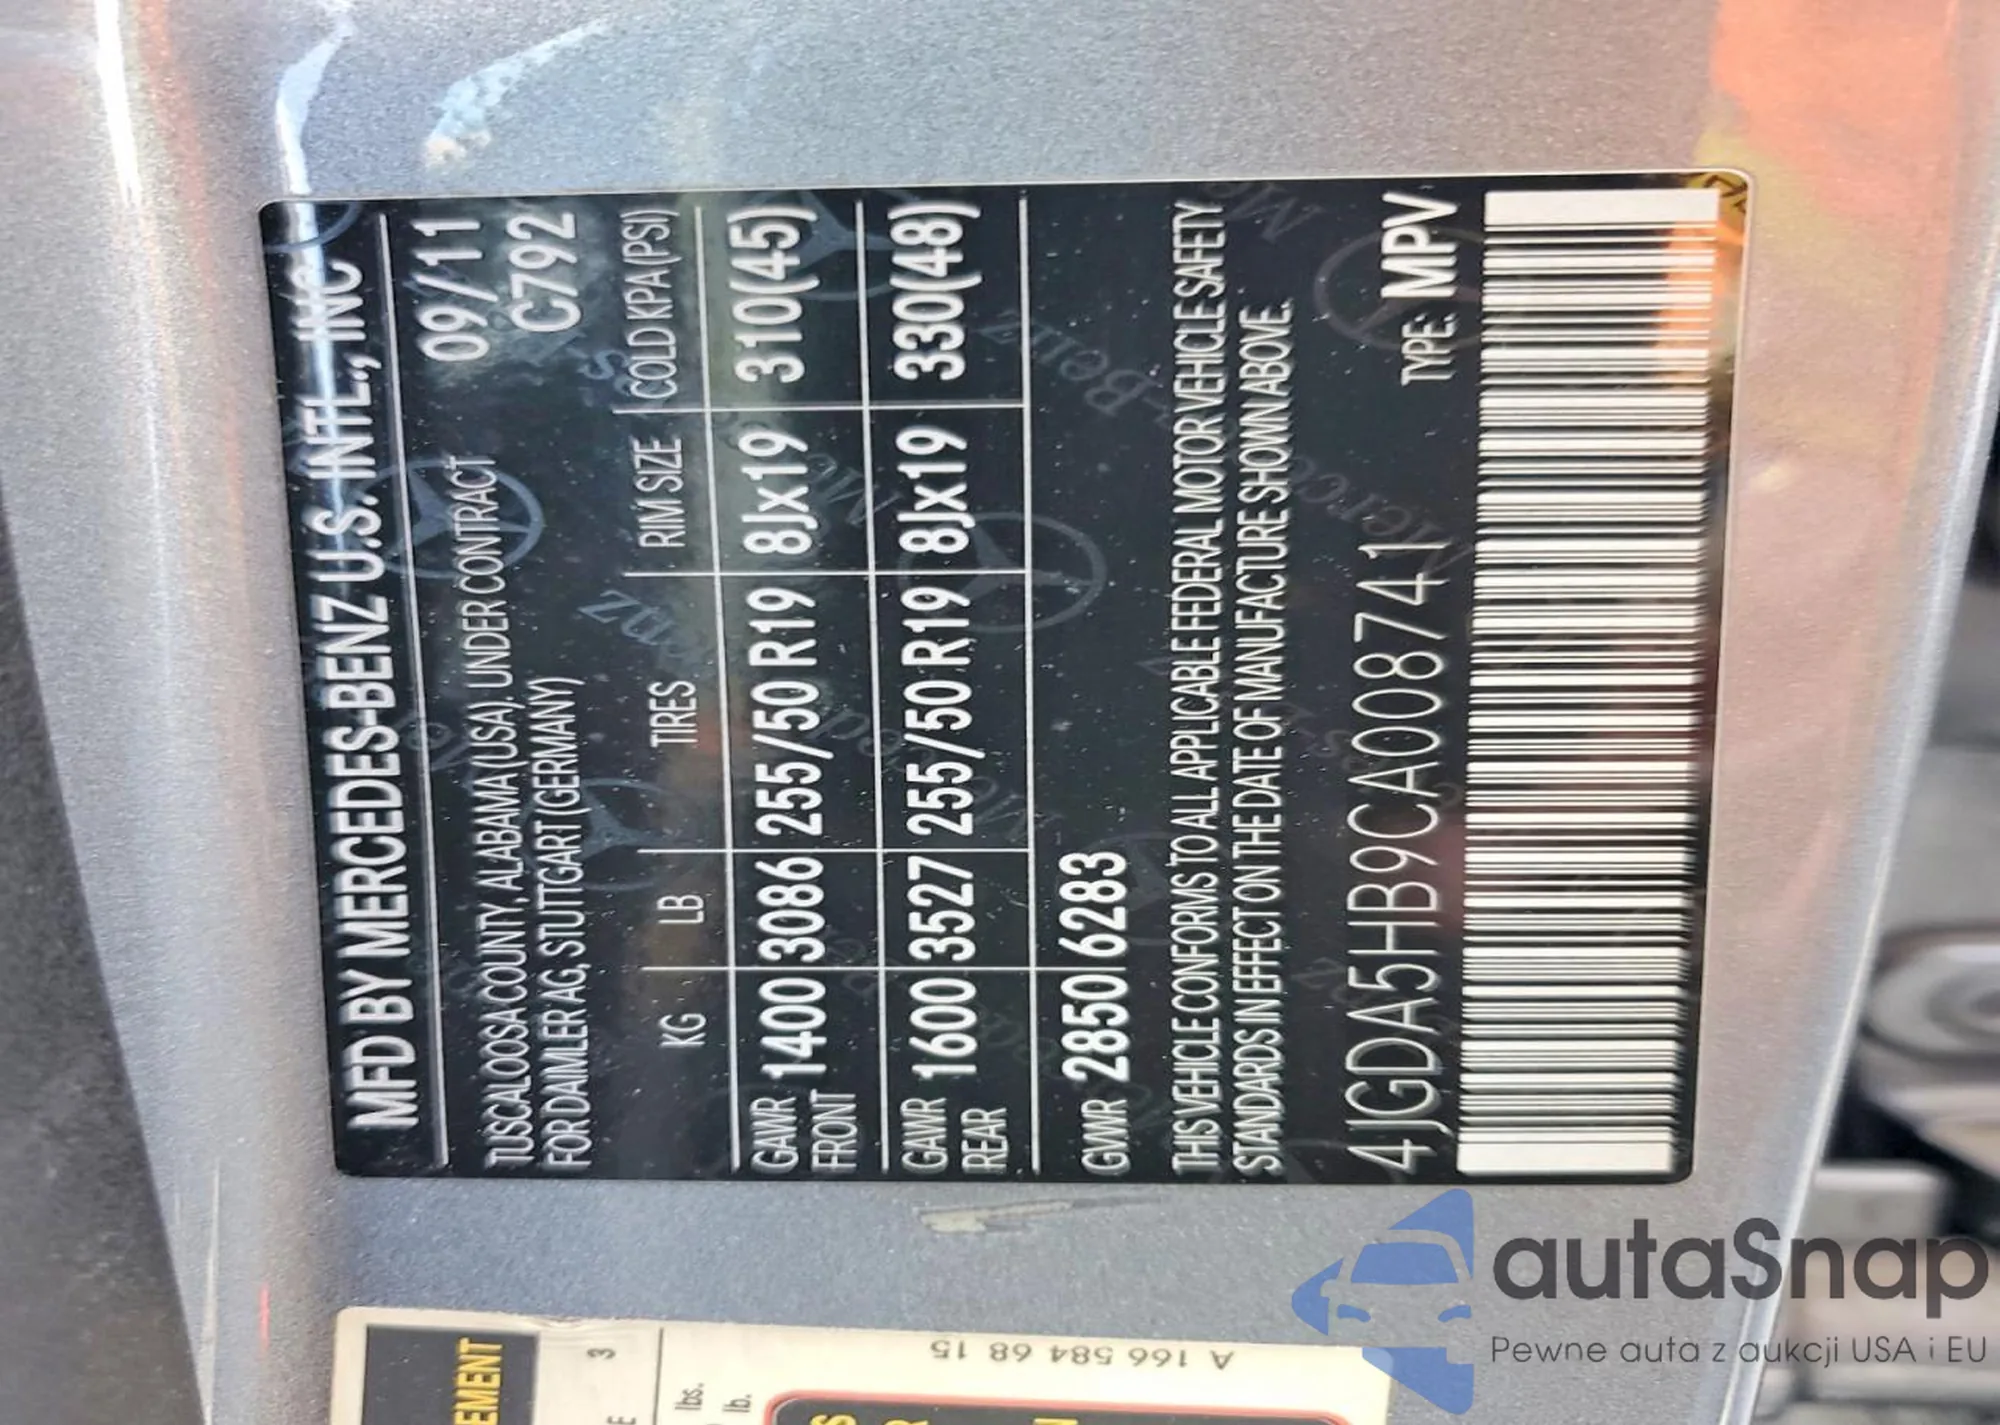 MFD BY MERCEDES-BENZ U.S. INTL., INC
TUSCALOOSA COUNTY, ALABAMA (USA), UNDER CONTRACT 09/11
FOR DAIMLER AG, STUTTGART (GERMANY) C792
KG LB TIRES RIM SIZE COLD KPA(PSI)
GAWR FRONT 1400 3086 255/50 R19 8Jx19 310(45)
GAWR REAR 1600 3527 255/50 R19 8Jx19 330(48)
GVWR 2850 6283
THIS VEHICLE CONFORMS TO ALL APPLICABLE FEDERAL MOTOR VEHICLE SAFETY
STANDARDS IN EFFECT ON THE DATE OF MANUFACTURE SHOWN ABOVE.
TYPE: MPV
4JGDA5HB9CA008741
EMENT
3
lbs.
lb.
A 166 584 68 15
autaSnap
Pewne auta z aukcji USA i EU